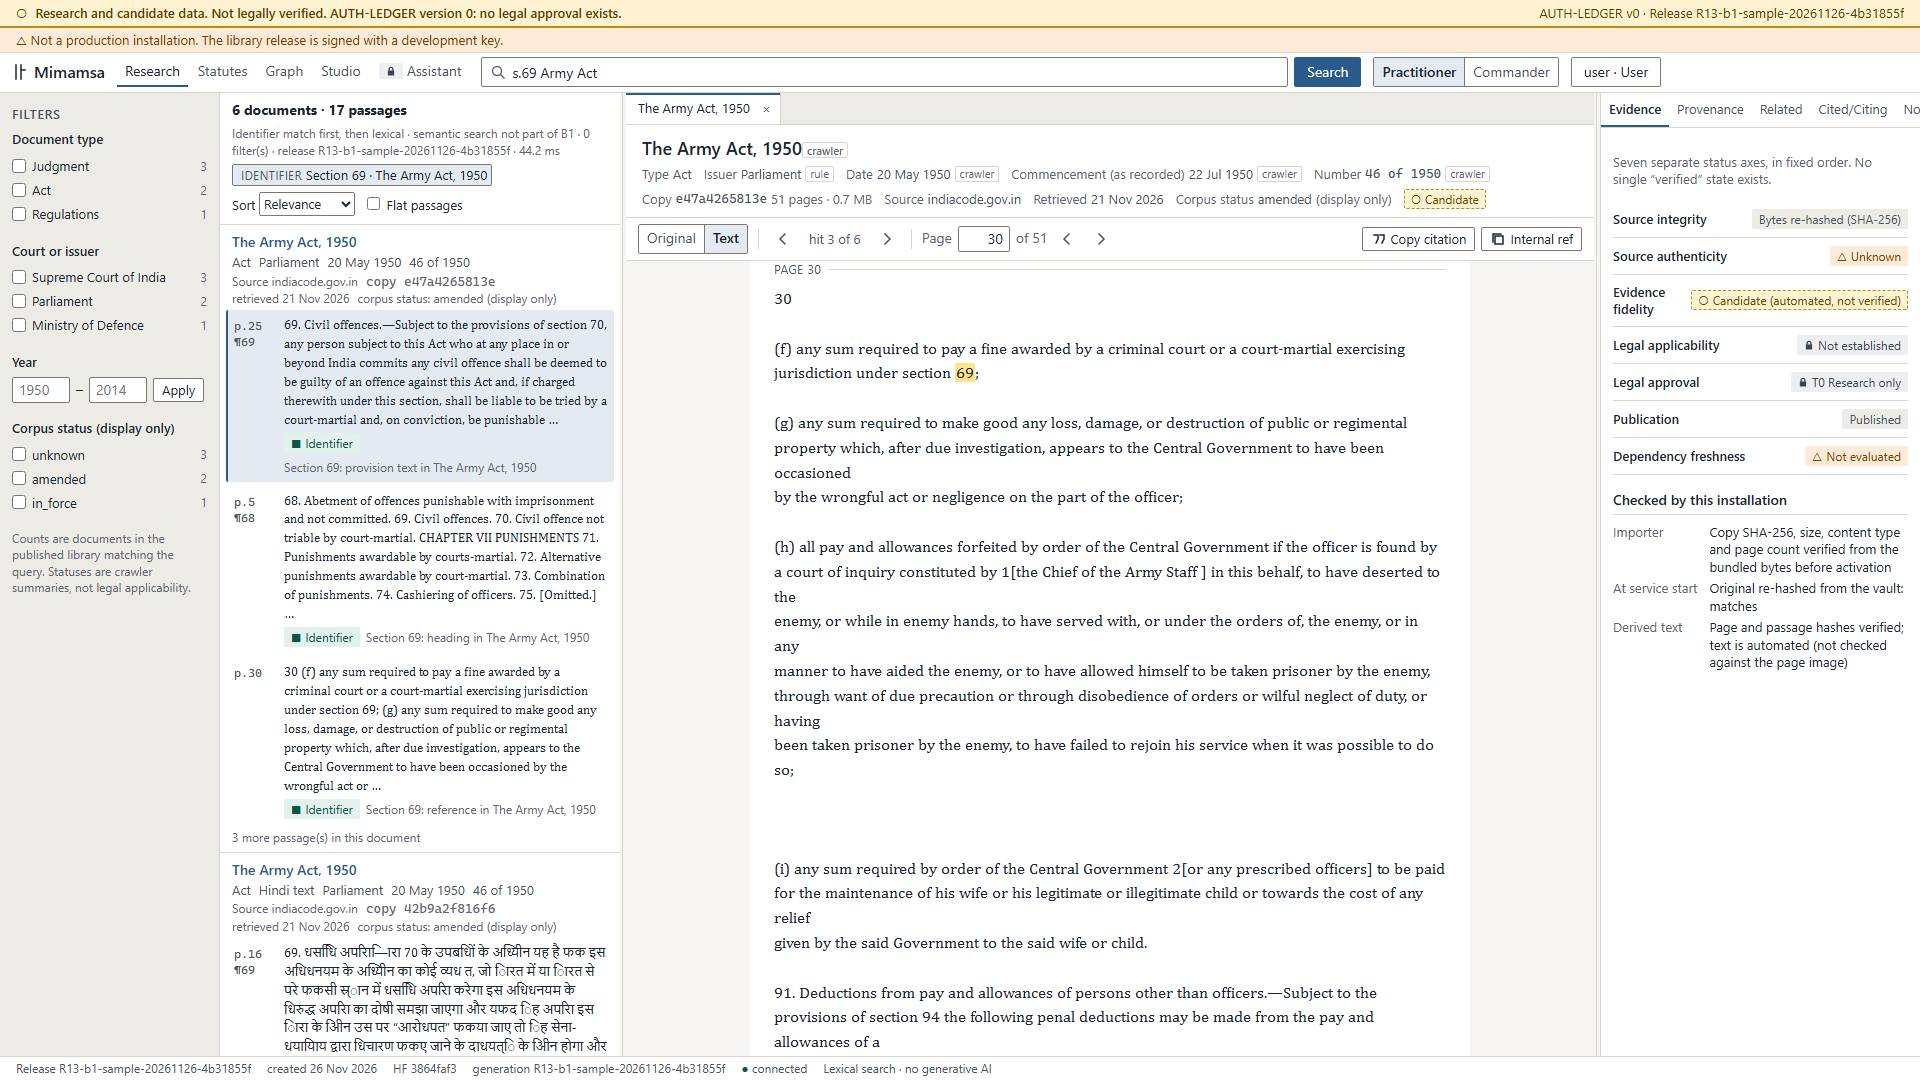 Research and candidate data. Not legally verified. AUTH-LEDGER version 0: no legal approval exists.
AUTH-LEDGER v0 · Release R13-b1-sample-20261126-4b31855f
⚠ Not a production installation. The library release is signed with a development key.
Mimamsa
Research
Statutes
Graph
Studio
Assistant
s.69 Army Act
Search
Practitioner
Commander
user · User
FILTERS
Document type
Judgment 3
Act 2
Regulations 1
Court or issuer
Supreme Court of India 3
Parliament 2
Ministry of Defence 1
Year
1950 – 2014 Apply
Corpus status (display only)
unknown 3
amended 2
in_force 1
Counts are documents in the
published library matching the
query. Statuses are crawler
summaries, not legal applicability.
6 documents · 17 passages
Identifier match first, then lexical · semantic search not part of B1 · 0
filter(s) · release R13-b1-sample-20261126-4b31855f · 44.2 ms
IDENTIFIER Section 69 · The Army Act, 1950
Sort Relevance Flat passages
The Army Act, 1950
Act Parliament 20 May 1950 46 of 1950
Source indiacode.gov.in copy e47a4265813e
retrieved 21 Nov 2026 corpus status: amended (display only)
p.25
¶69
69. Civil offences.—Subject to the provisions of section 70,
any person subject to this Act who at any place in or
beyond India commits any civil offence shall be deemed to
be guilty of an offence against this Act and, if charged
therewith under this section, shall be liable to be tried by a
court-martial and, on conviction, be punishable ...
Identifier
Section 69: provision text in The Army Act, 1950
p.5
¶68
68. Abetment of offences punishable with imprisonment
and not committed. 69. Civil offences. 70. Civil offence not
triable by court-martial. CHAPTER VII PUNISHMENTS 71.
Punishments awardable by courts-martial. 72. Alternative
punishments awardable by court-martial. 73. Combination
of punishments. 74. Cashiering of officers. 75. [Omitted.]
...
Identifier Section 69: heading in The Army Act, 1950
p.30
30 (f) any sum required to pay a fine awarded by a
criminal court or a court-martial exercising jurisdiction
under section 69; (g) any sum required to make good any
loss, damage, or destruction of public or regimental
property which, after due investigation, appears to the
Central Government to have been occasioned by the
wrongful act or ...
Identifier Section 69: reference in The Army Act, 1950
3 more passage(s) in this document
The Army Act, 1950
Act Hindi text Parliament 20 May 1950 46 of 1950
Source indiacode.gov.in copy 42b9a2f816f6
retrieved 21 Nov 2026 corpus status: amended (display only)
p.16
¶69
के उपबंधों के
यह है फक इस
के
का कोई
त, जो
में या
से
परे फकसी
में
करेगा इस अधिधनयम के
का दोषी समझा जाएगा और यफद
इस
के
उस पर “आरोधपत” फकया जाए तो
सेना-
द्वारा धिचारण फकए जाने के
के
होगा और
The Army Act, 1950 ×
The Army Act, 1950 crawler
Type Act Issuer Parliament rule Date 20 May 1950 crawler Commencement (as recorded) 22 Jul 1950 crawler Number 46 of 1950 crawler
Copy e47a4265813e 51 pages · 0.7 MB Source indiacode.gov.in Retrieved 21 Nov 2026 Corpus status amended (display only) Candidate
Original Text hit 3 of 6 Page 30 of 51 Copy citation Internal ref
PAGE 30
30
(f) any sum required to pay a fine awarded by a criminal court or a court-martial exercising
jurisdiction under section 69;
(g) any sum required to make good any loss, damage, or destruction of public or regimental
property which, after due investigation, appears to the Central Government to have been
occasioned
by the wrongful act or negligence on the part of the officer;
(h) all pay and allowances forfeited by order of the Central Government if the officer is found by
a court of inquiry constituted by 1[the Chief of the Army Staff ] in this behalf, to have deserted to
the
enemy, or while in enemy hands, to have served with, or under the orders of, the enemy, or in
any
manner to have aided the enemy, or to have allowed himself to be taken prisoner by the enemy,
through want of due precaution or through disobedience of orders or wilful neglect of duty, or
having
been taken prisoner by the enemy, to have failed to rejoin his service when it was possible to do
so;
(i) any sum required by order of the Central Government 2[or any prescribed officers] to be paid
for the maintenance of his wife or his legitimate or illegitimate child or towards the cost of any
relief
given by the said Government to the said wife or child.
91. Deductions from pay and allowances of persons other than officers.—Subject to the
provisions of section 94 the following penal deductions may be made from the pay and
allowances of a
Evidence
Provenance
Related
Cited/Citing
No
Seven separate status axes, in fixed order. No
single “verified” state exists.
Source integrity Bytes re-hashed (SHA-256)
Source authenticity ⚠ Unknown
Evidence
fidelity
Candidate (automated, not verified)
Legal applicability Not established
Legal approval T0 Research only
Publication Published
Dependency freshness ⚠ Not evaluated
Checked by this installation
Importer Copy SHA-256, size, content type
and page count verified from the
bundled bytes before activation
At service start Original re-hashed from the vault:
matches
Derived text Page and passage hashes verified;
text is automated (not checked
against the page image)
Release R13-b1-sample-20261126-4b31855f created 26 Nov 2026 HF 3864faf3 generation R13-b1-sample-20261126-4b31855f ● connected Lexical search · no generative AI